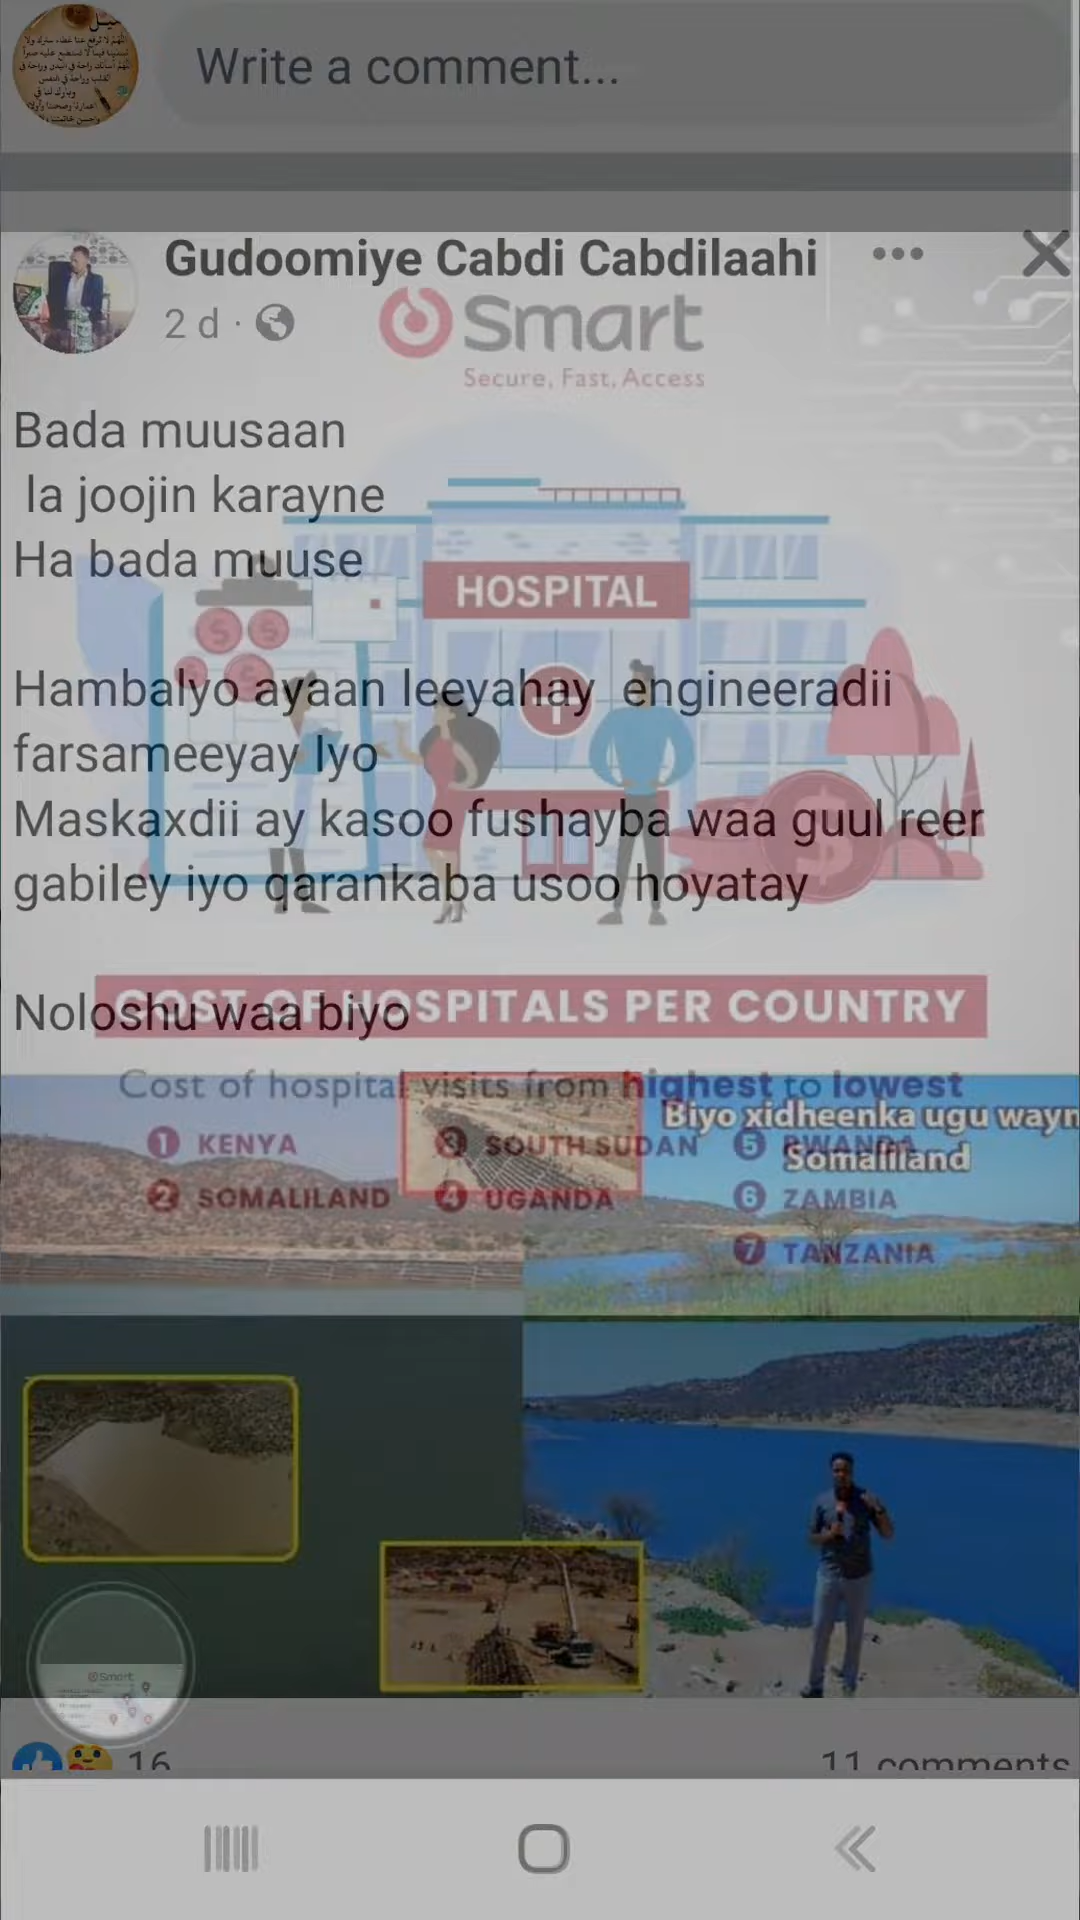 Write a comment...
Gudoomiye Cabdi Cabdilaahi
2 d
Smart
Secure, Fast, Access
Bada muusaan
la joojin karayne
Ha bada muuse
HOSPITAL
Hambalyo ayaan leeyahay engineeradii
farsameeyay Iyo
Maskaxdii ay kasoo fushayba waa guul reer
gabiley iyo qarankaba usoo hoyatay
Noloshu waa biyo
COST OF HOSPITALS PER COUNTRY
Cost of hospital visits from highest to lowest
Biyo xidheenka ugu wayn
Somaliland
1 KENYA
2 SOMALILAND
3 SOUTH SUDAN
4 UGANDA
5 RWANDA
6 ZAMBIA
7 TANZANIA
Smart
16
11 comments